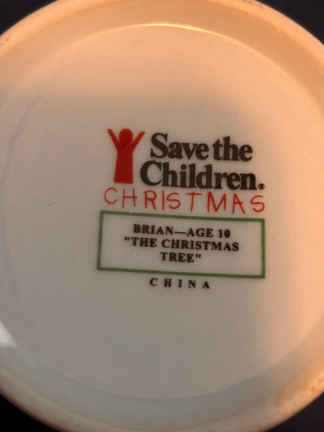 Save the
Children.
CHRISTMAS
BRIAN—AGE 10
"THE CHRISTMAS
TREE"
CHINA